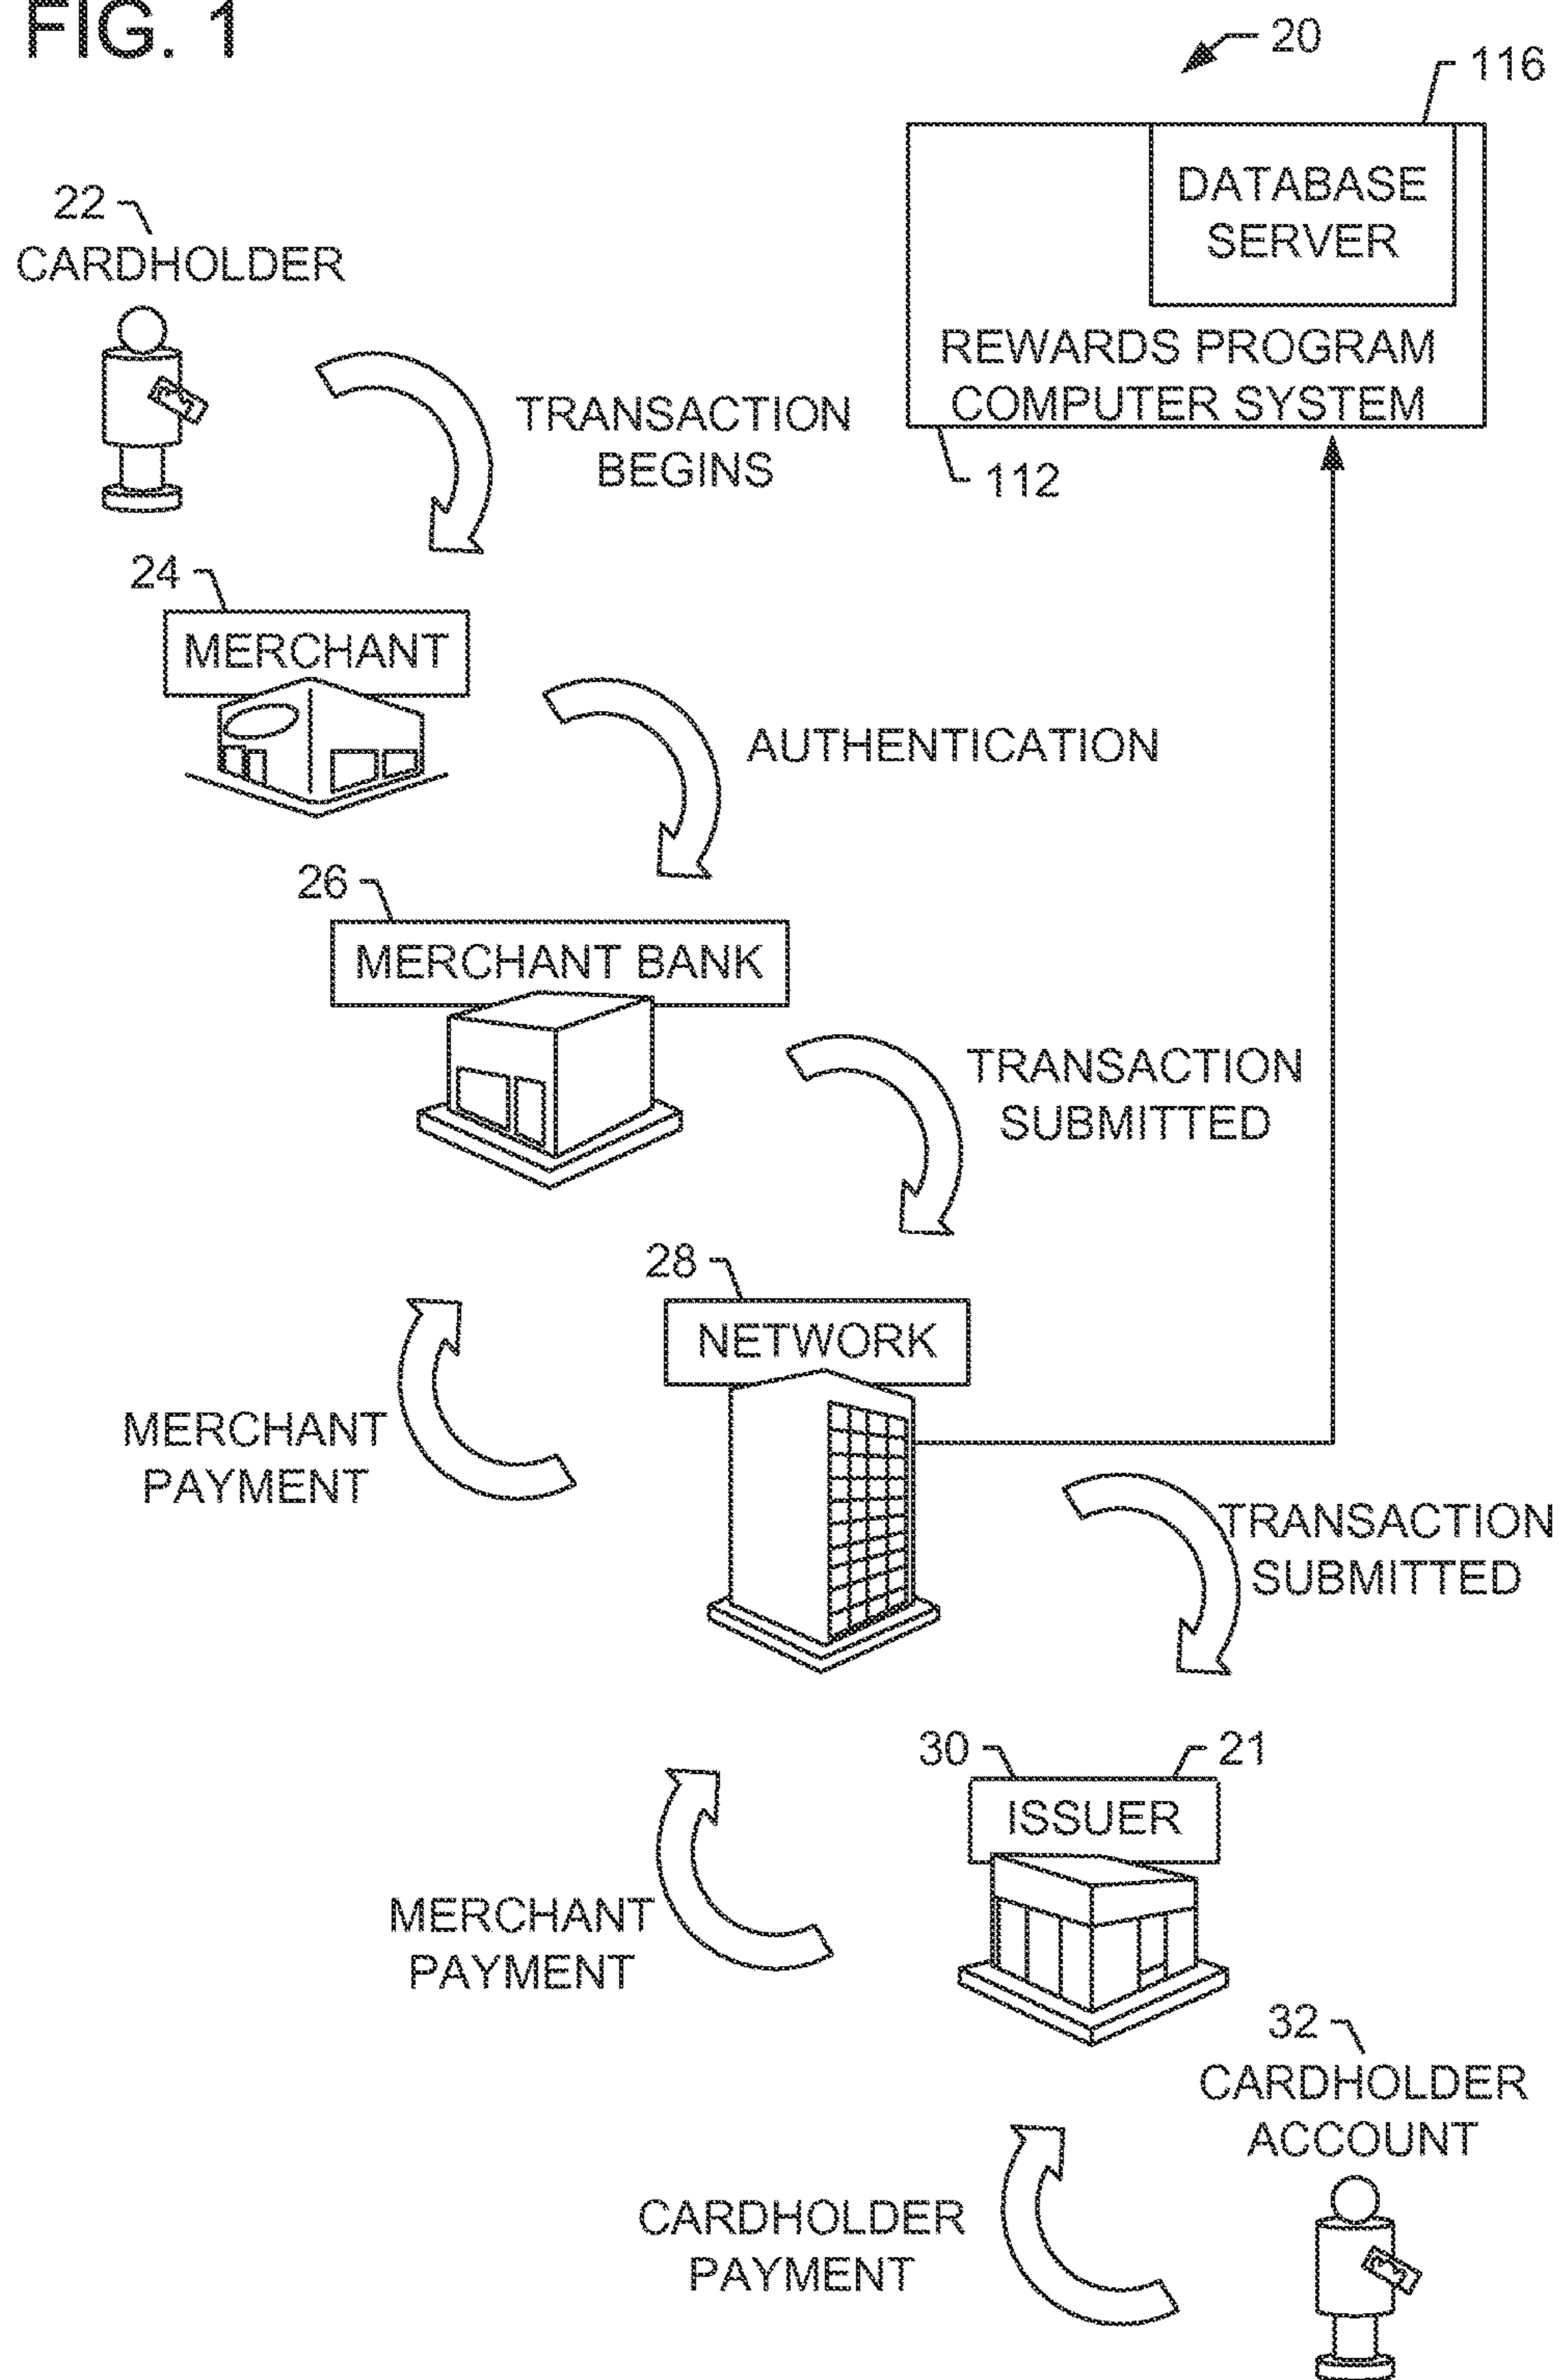 FIG. 1
20
116
DATABASE
SERVER
REWARDS PROGRAM
COMPUTER SYSTEM
112
22
CARDHOLDER
TRANSACTION
BEGINS
24
MERCHANT
AUTHENTICATION
26
MERCHANT BANK
TRANSACTION
SUBMITTED
28
NETWORK
MERCHANT
PAYMENT
TRANSACTION
SUBMITTED
30
21
ISSUER
MERCHANT
PAYMENT
32
CARDHOLDER
ACCOUNT
CARDHOLDER
PAYMENT